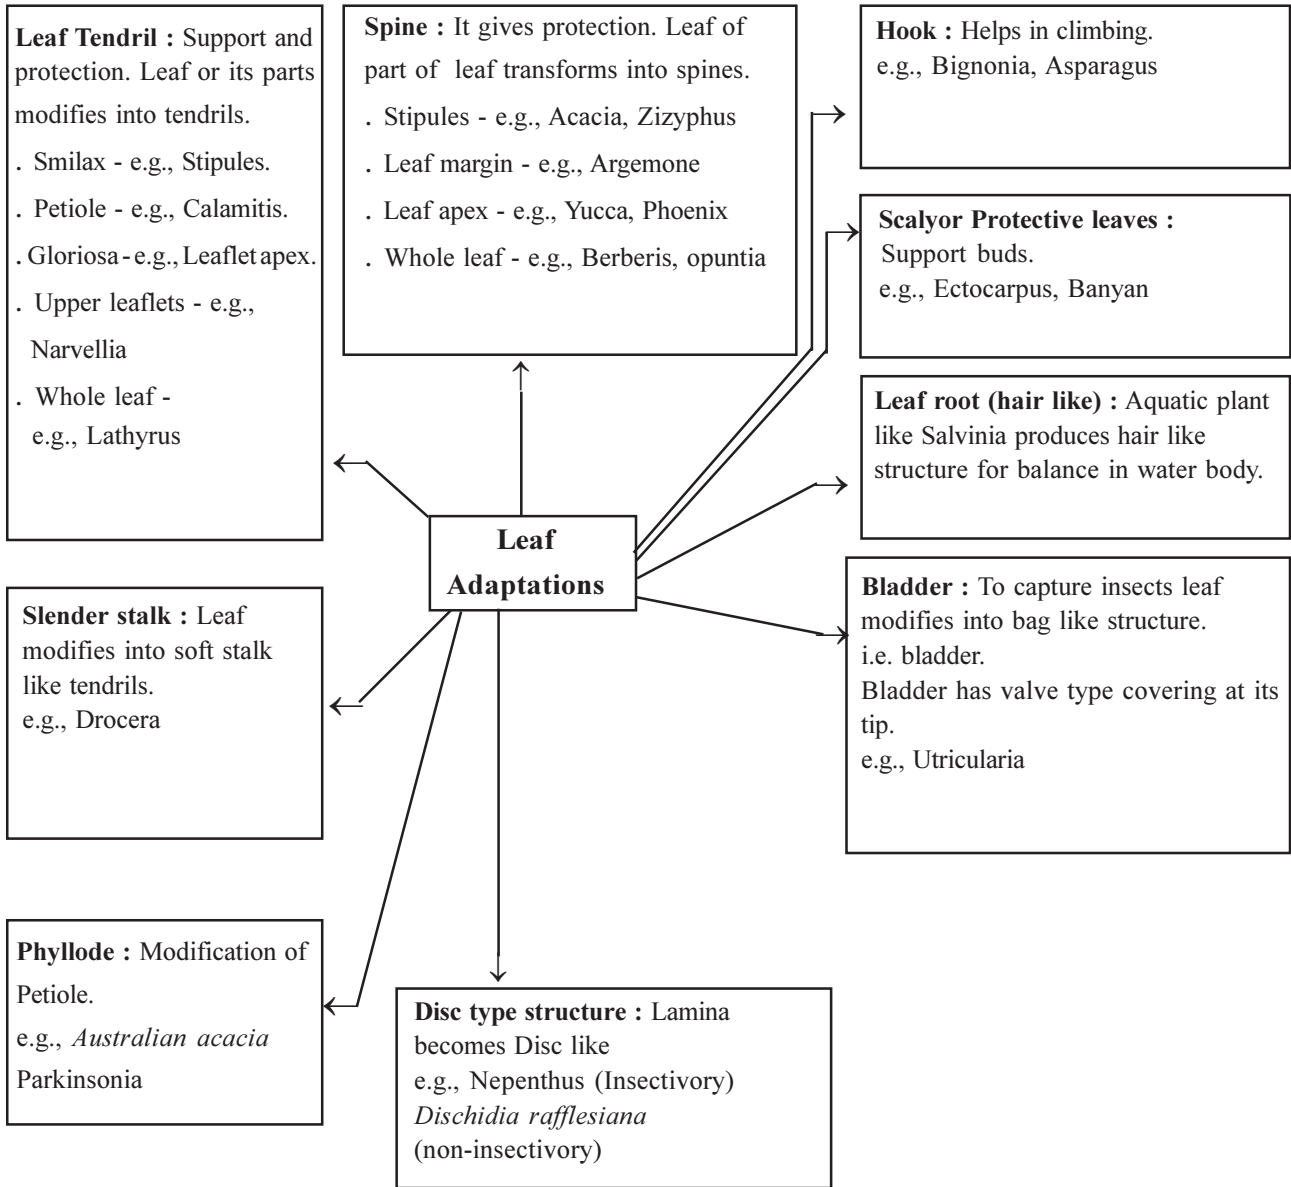 Leaf Tendril : Support and
protection. Leaf or its parts
modifies into tendrils.
. Smilax - e.g., Stipules.
. Petiole - e.g., Calamitis.
. Gloriosa - e.g., Leaflet apex.
. Upper leaflets - e.g.,
Narvellia
. Whole leaf -
e.g., Lathyrus
Spine : It gives protection. Leaf of
part of leaf transforms into spines.
. Stipules - e.g., Acacia, Zizyphus
. Leaf margin - e.g., Argemone
. Leaf apex - e.g., Yucca, Phoenix
. Whole leaf - e.g., Berberis, opuntia
Hook : Helps in climbing.
e.g., Bignonia, Asparagus
Scalyor Protective leaves :
Support buds.
e.g., Ectocarpus, Banyan
Leaf root (hair like) : Aquatic plant
like Salvinia produces hair like
structure for balance in water body.
Leaf
Adaptations
Bladder : To capture insects leaf
modifies into bag like structure.
i.e. bladder.
Bladder has valve type covering at its
tip.
e.g., Utricularia
Slender stalk : Leaf
modifies into soft stalk
like tendrils.
e.g., Drocera
Phyllode : Modification of
Petiole.
e.g., Australian acacia
Parkinsonia
Disc type structure : Lamina
becomes Disc like
e.g., Nepenthus (Insectivory)
Dischidia rafflesiana
(non-insectivory)